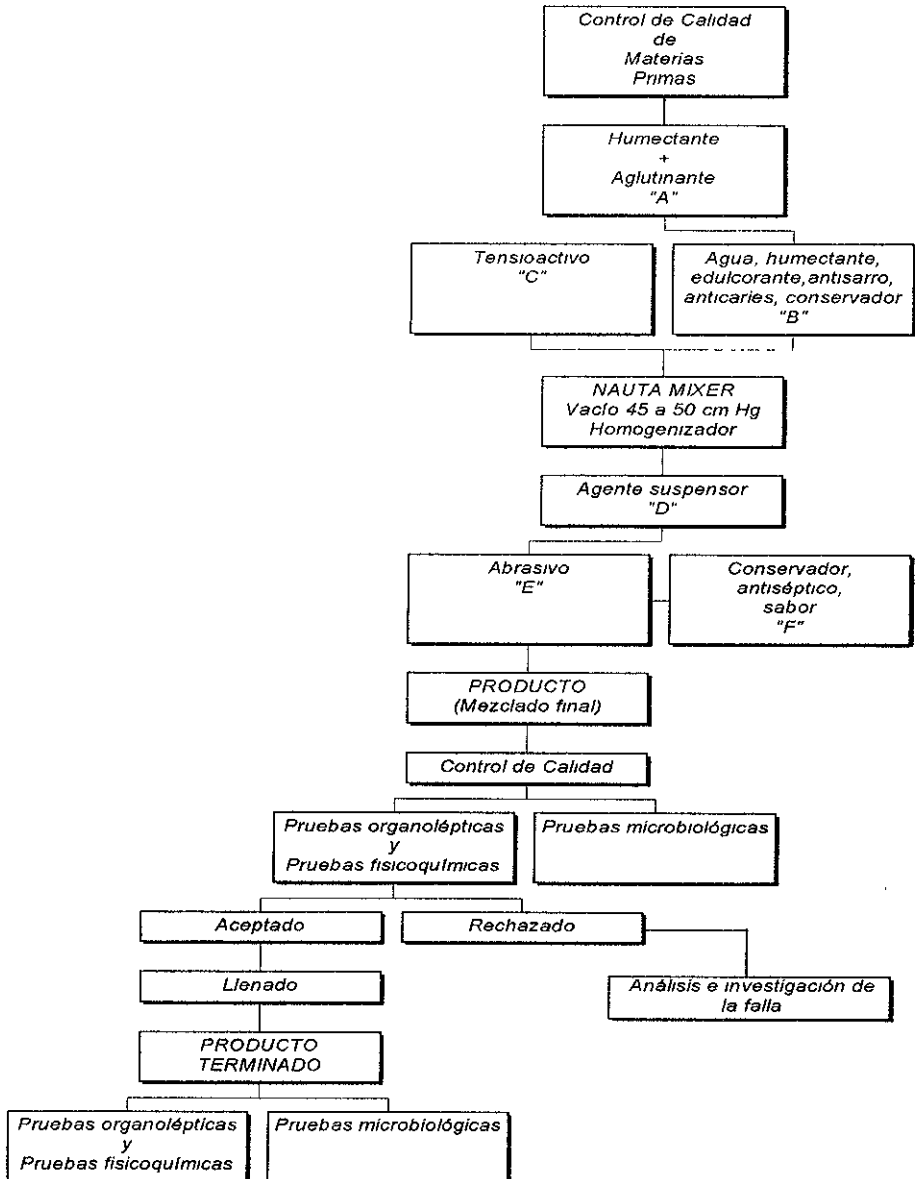 Control de Calidad
de
Materias
Primas
Humectante
+
Aglutinante
"A"
Tensioactivo
"C"
Agua, humectante,
edulcorante,antisarro,
anticaries, conservador
"B"
NAUTA MIXER
Vacío 45 a 50 cm Hg
Homogenizador
Agente suspensor
"D"
Abrasivo
"E"
Conservador,
antiséptico,
sabor
"F"
PRODUCTO
(Mezclado final)
Control de Calidad
Pruebas organolépticas
y
Pruebas fisicoquímicas
Pruebas microbiológicas
Aceptado
Rechazado
Llenado
Análisis e investigación de
la falla
PRODUCTO
TERMINADO
Pruebas organolépticas
y
Pruebas fisicoquímicas
Pruebas microbiológicas